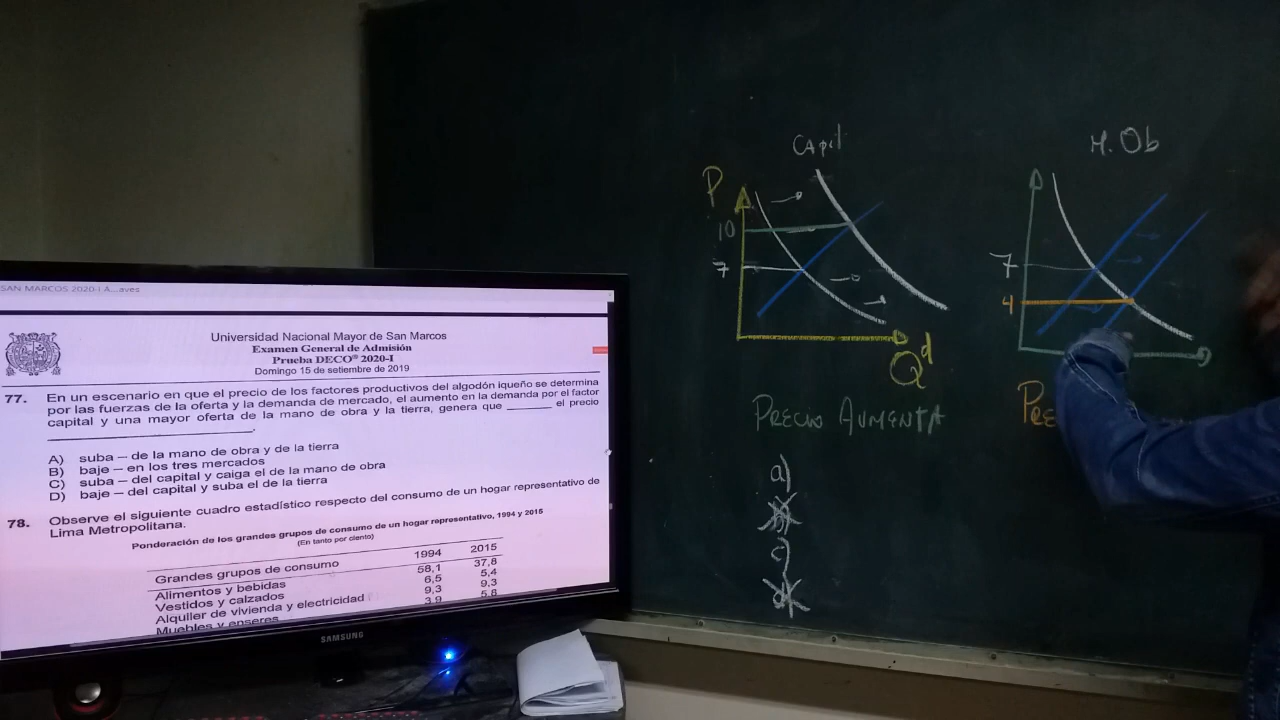 SAN MARCOS 2020-I A...aves
Universidad Nacional Mayor de San Marcos
Examen General de Admisión
Prueba DECO® 2020-I
Domingo 15 de setiembre de 2019
77. En un escenario en que el precio de los factores productivos del algodón iqueño se determina
por las fuerzas de la oferta y la demanda de mercado, el aumento en la demanda por el factor
capital y una mayor oferta de la mano de obra y la tierra, genera que _______ el precio
_______________________.
A) suba — de la mano de obra y de la tierra
B) baje — en los tres mercados
C) suba — del capital y caiga el de la mano de obra
D) baje — del capital y suba el de la tierra
78. Observe el siguiente cuadro estadístico respecto del consumo de un hogar representativo de
Lima Metropolitana.
Ponderación de los grandes grupos de consumo de un hogar representativo, 1994 y 2015
(En tanto por ciento)
Grandes grupos de consumo 1994 2015
Alimentos y bebidas 58,1 37,8
Vestidos y calzados 6,5 5,4
Alquiler de vivienda y electricidad 9,3 9,3
Muebles y enseres 3,9 5,8
SAMSUNG
Capit
P
10
7
Qd
PRECIO AUMENTA
a)
c)
d)
M. Ob
7
4
PRE